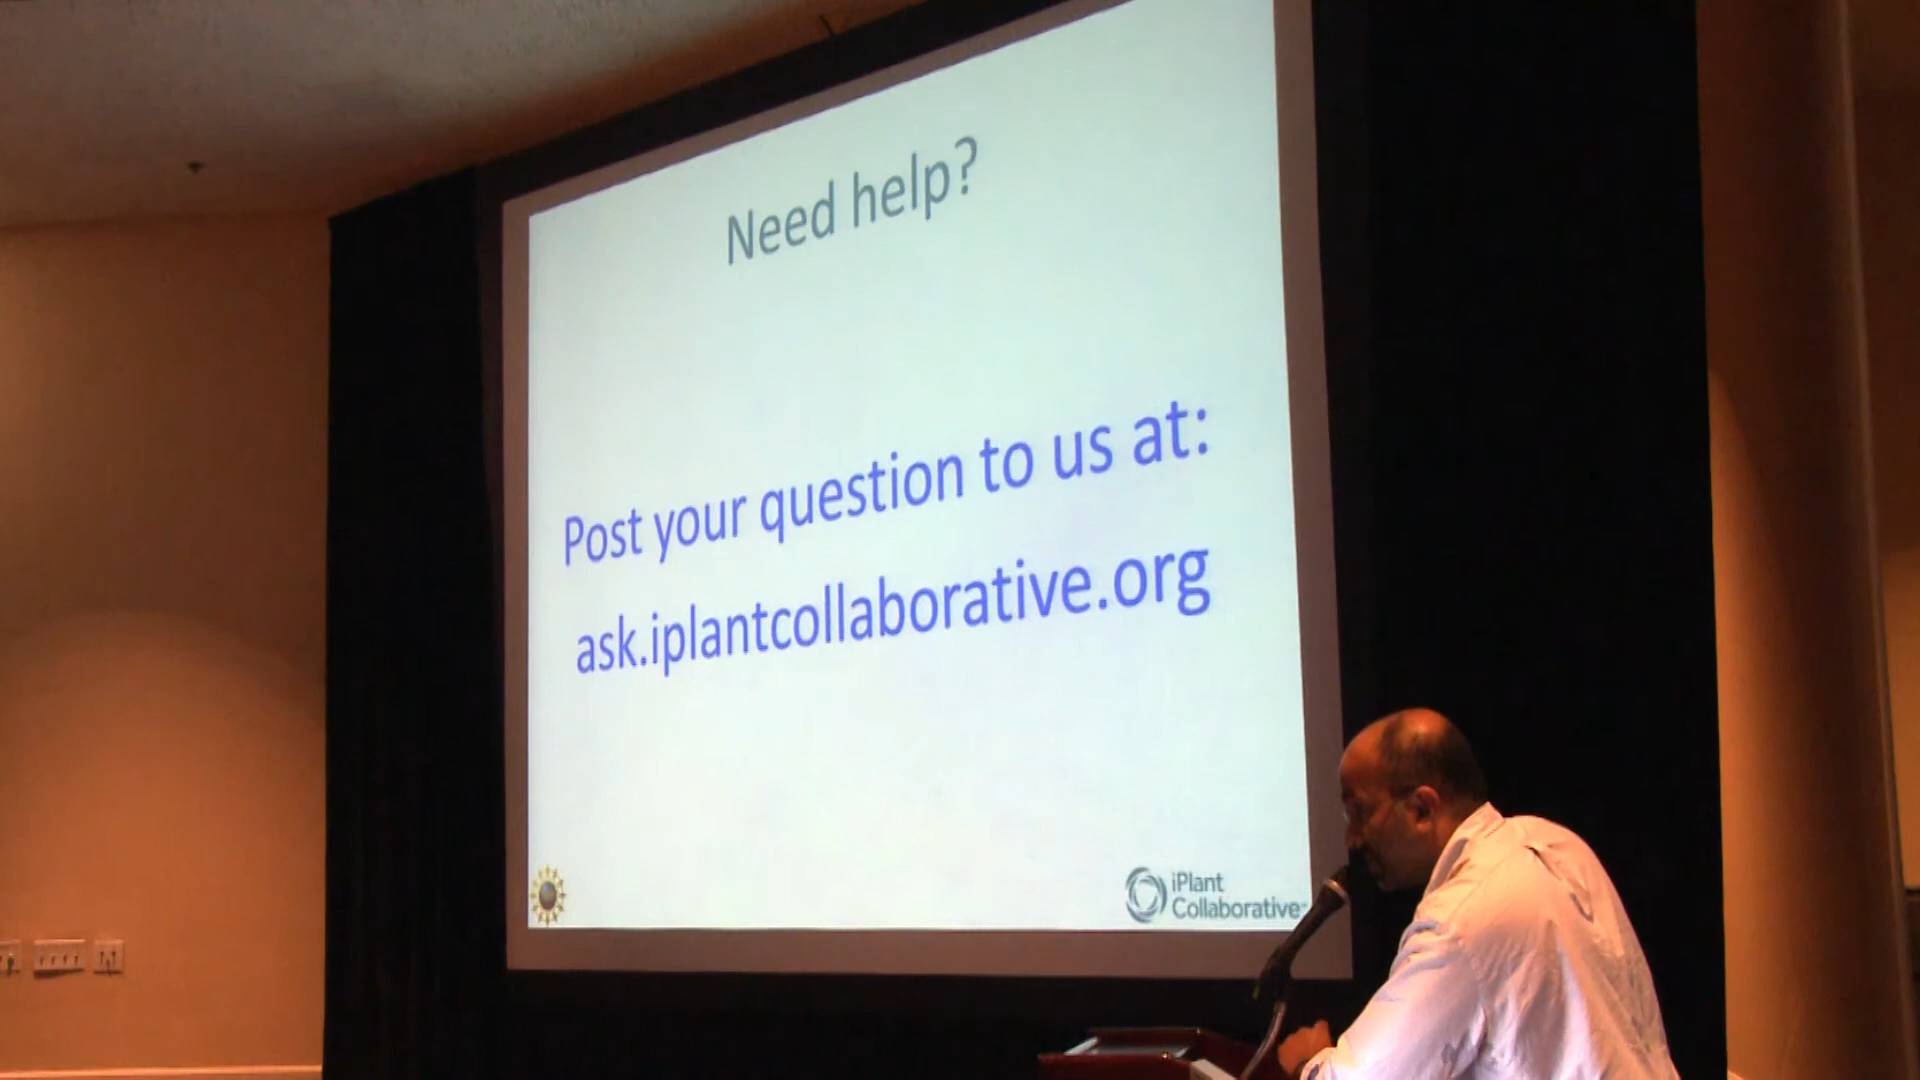 Need help?
Post your question to us at:
ask.iplantcollaborative.org
iPlant
Collaborative